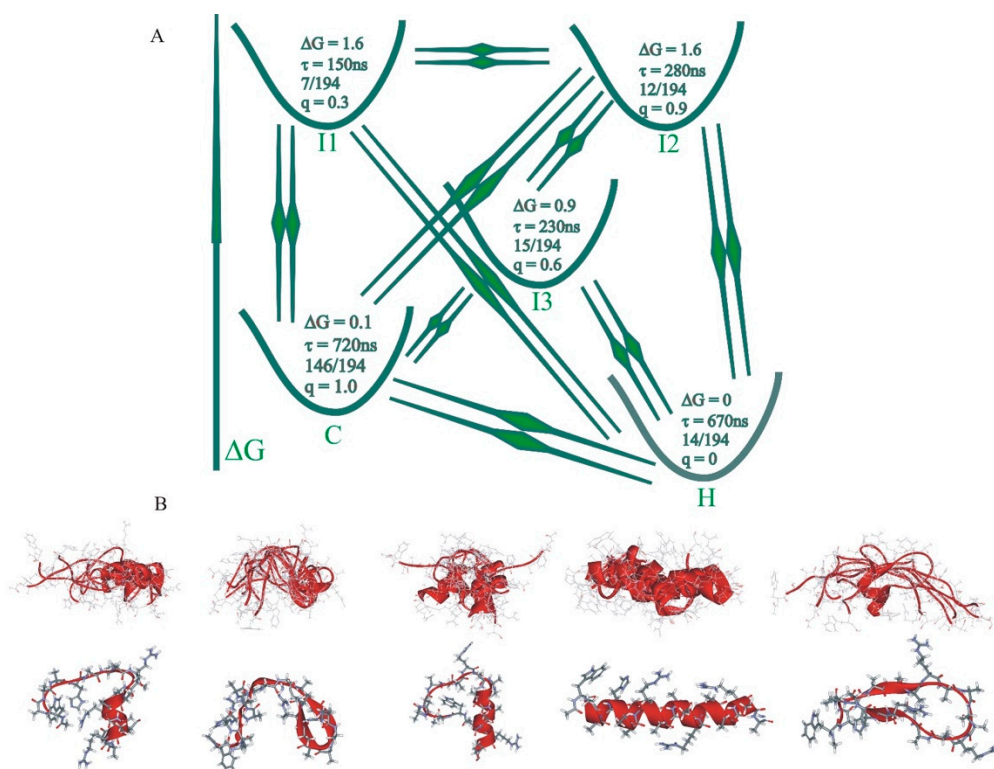 A
ΔG = 1.6
τ = 150ns
7/194
q = 0.3
I1
ΔG = 1.6
τ = 280ns
12/194
q = 0.9
I2
ΔG = 0.9
τ = 230ns
15/194
q = 0.6
I3
ΔG = 0.1
τ = 720ns
146/194
q = 1.0
C
ΔG = 0
τ = 670ns
14/194
q = 0
H
ΔG
B